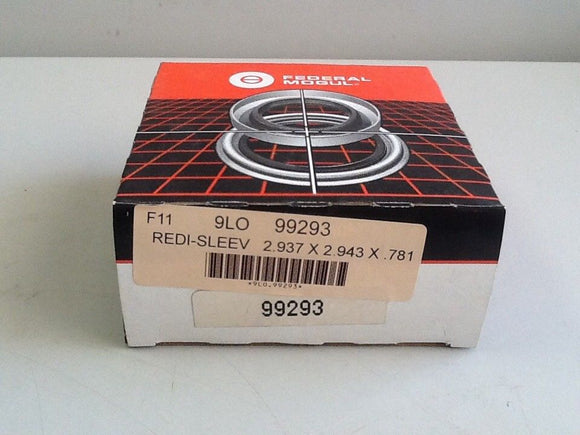 FEDERAL
MOGUL
F11 9LO 99293
REDI-SLEEV 2.937 X 2.943 X .781
*9LO.99293*
99293